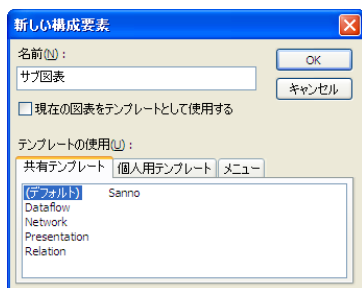 新しい構成要素
名前(N):
OK
サブ図表
キャンセル
現在の図表をテンプレートとして使用する
テンプレートの使用(U):
共有テンプレート 個人用テンプレート メニュー
(デフォルト) Sanno
Dataflow
Network
Presentation
Relation